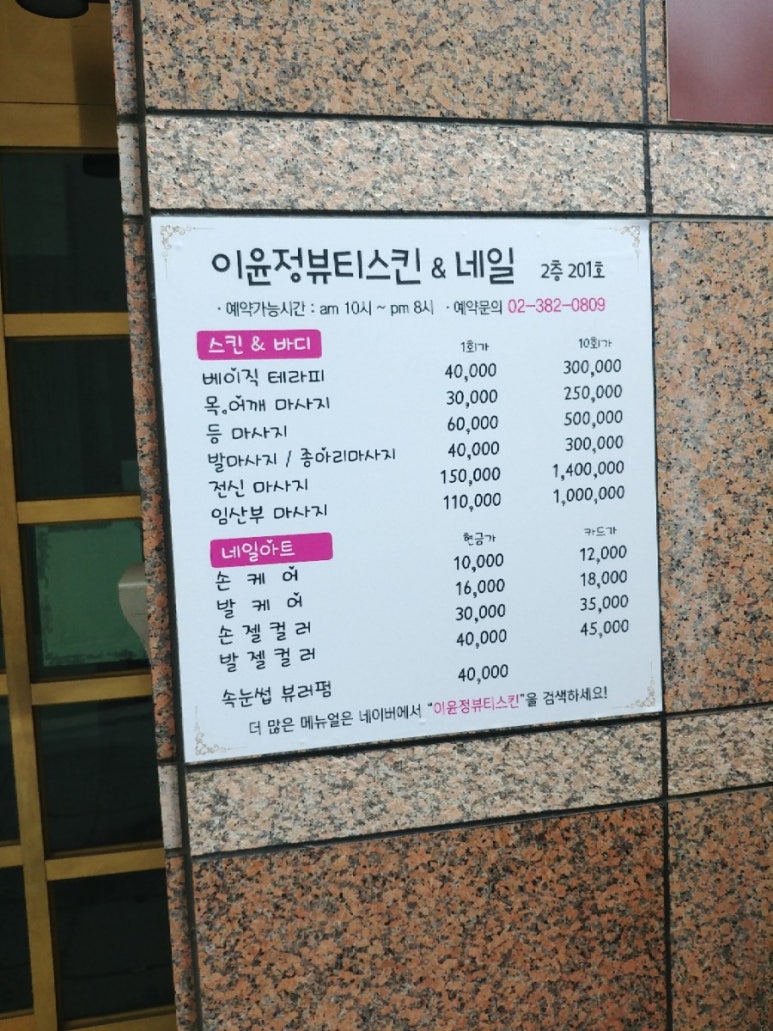 이윤정뷰티스킨 & 네일 2층 201호
· 예약가능시간 : am 10시 ~ pm 8시 · 예약문의 02-382-0809
스킨 & 바디 1회가 10회가
베이직 테라피 40,000 300,000
목.어깨 마사지 30,000 250,000
등 마사지 60,000 500,000
발마사지 / 종아리마사지 40,000 300,000
전신 마사지 150,000 1,400,000
임산부 마사지 110,000 1,000,000
네일아트 현금가 카드가
손 케 어 10,000 12,000
발 케 어 16,000 18,000
손 젤 컬 러 30,000 35,000
발 젤 컬 러 40,000 45,000
속눈썹 뷰러펌 40,000
더 많은 메뉴얼은 네이버에서 “이윤정뷰티스킨”을 검색하세요!